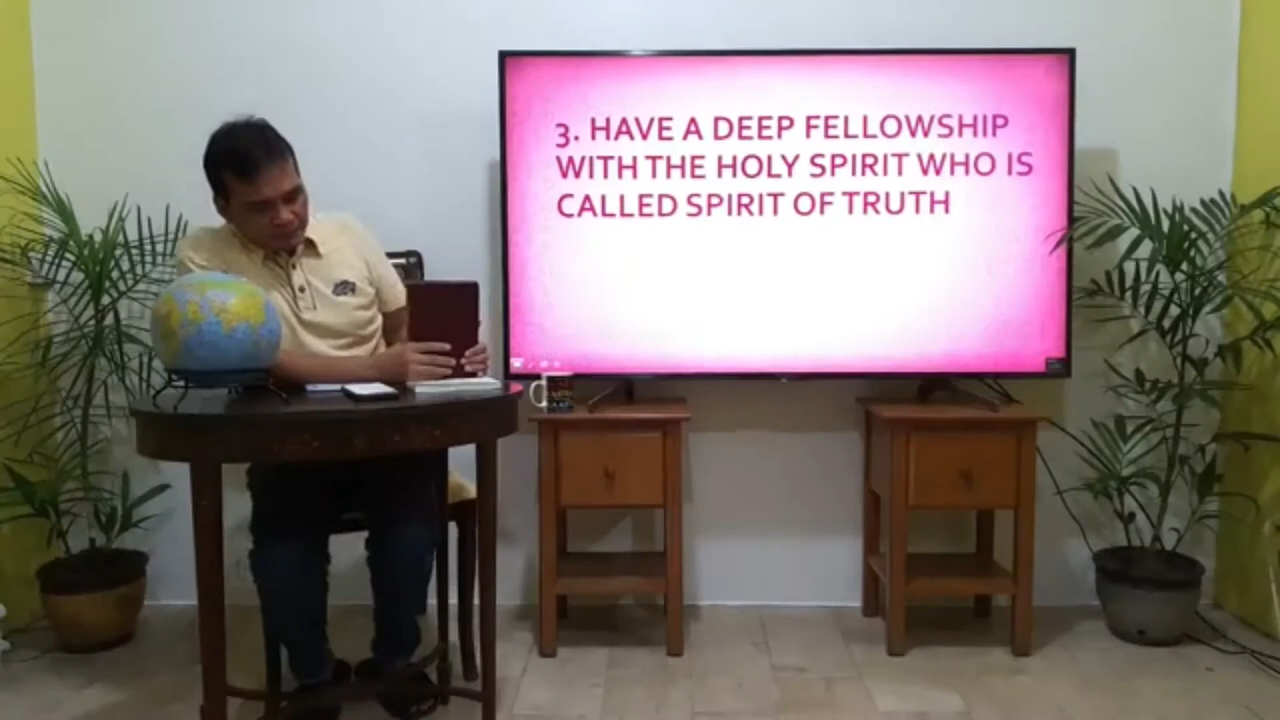 3. HAVE A DEEP FELLOWSHIP
WITH THE HOLY SPIRIT WHO IS
CALLED SPIRIT OF TRUTH